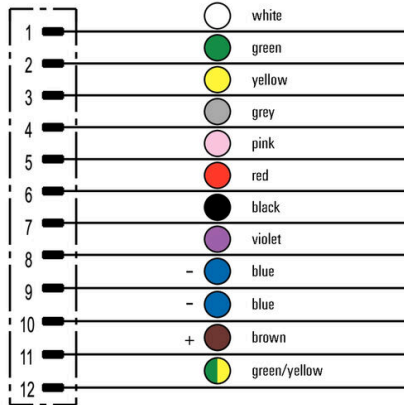 white
1
green
2
yellow
3
grey
4
pink
5
red
6
black
7
violet
8
- blue
9
- blue
10
+ brown
11
green/yellow
12